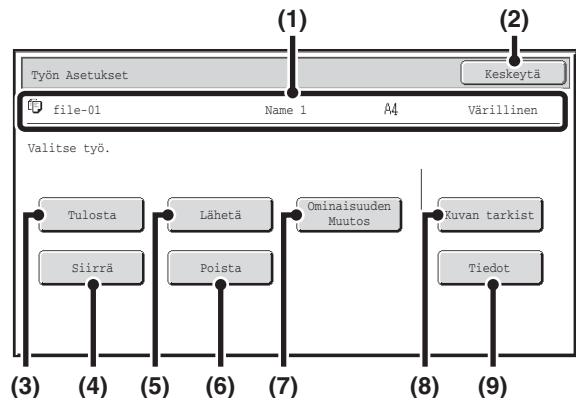 (1)
(2)
Työn Asetukset
Keskeytä
file-01 Name 1 A4 Värillinen
Valitse työ.
Tulosta
Lähetä
Ominaisuuden
Muutos
Kuvan tarkist
Siirrä
Poista
Tiedot
(3)
(4)
(5)
(6)
(7)
(8)
(9)